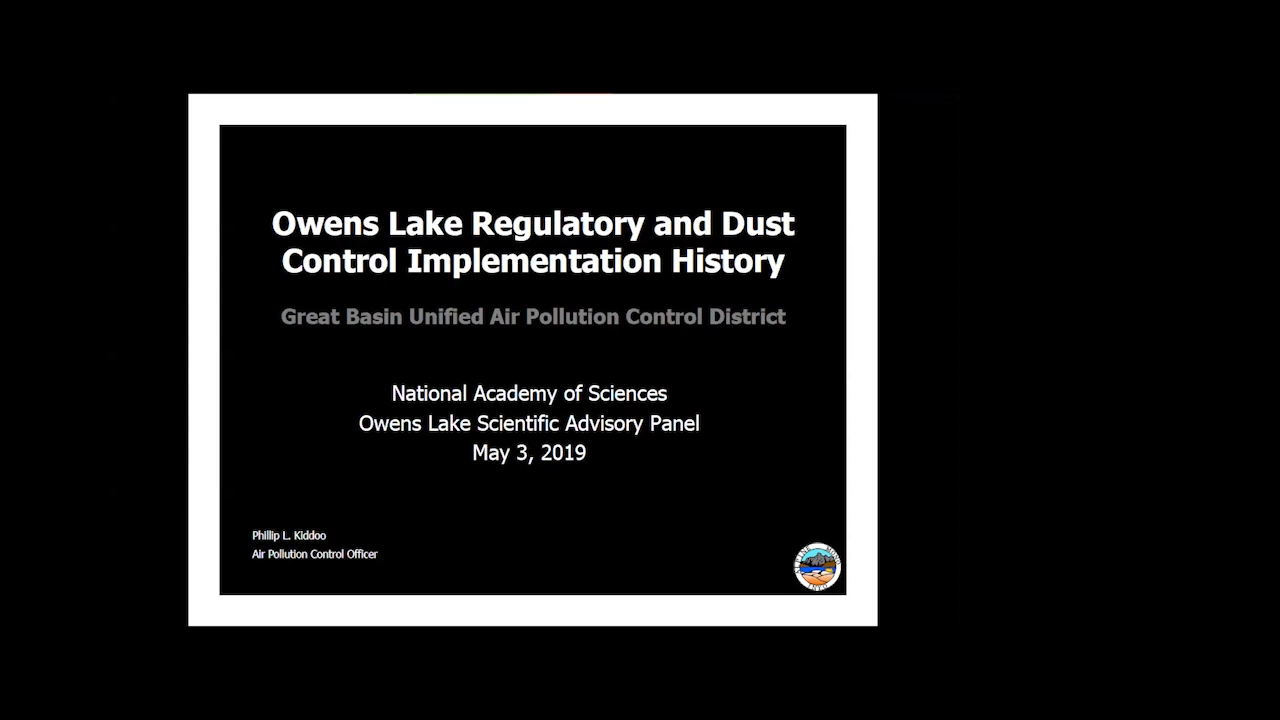 Owens Lake Regulatory and Dust
Control Implementation History
Great Basin Unified Air Pollution Control District
National Academy of Sciences
Owens Lake Scientific Advisory Panel
May 3, 2019
Phillip L. Kiddoo
Air Pollution Control Officer